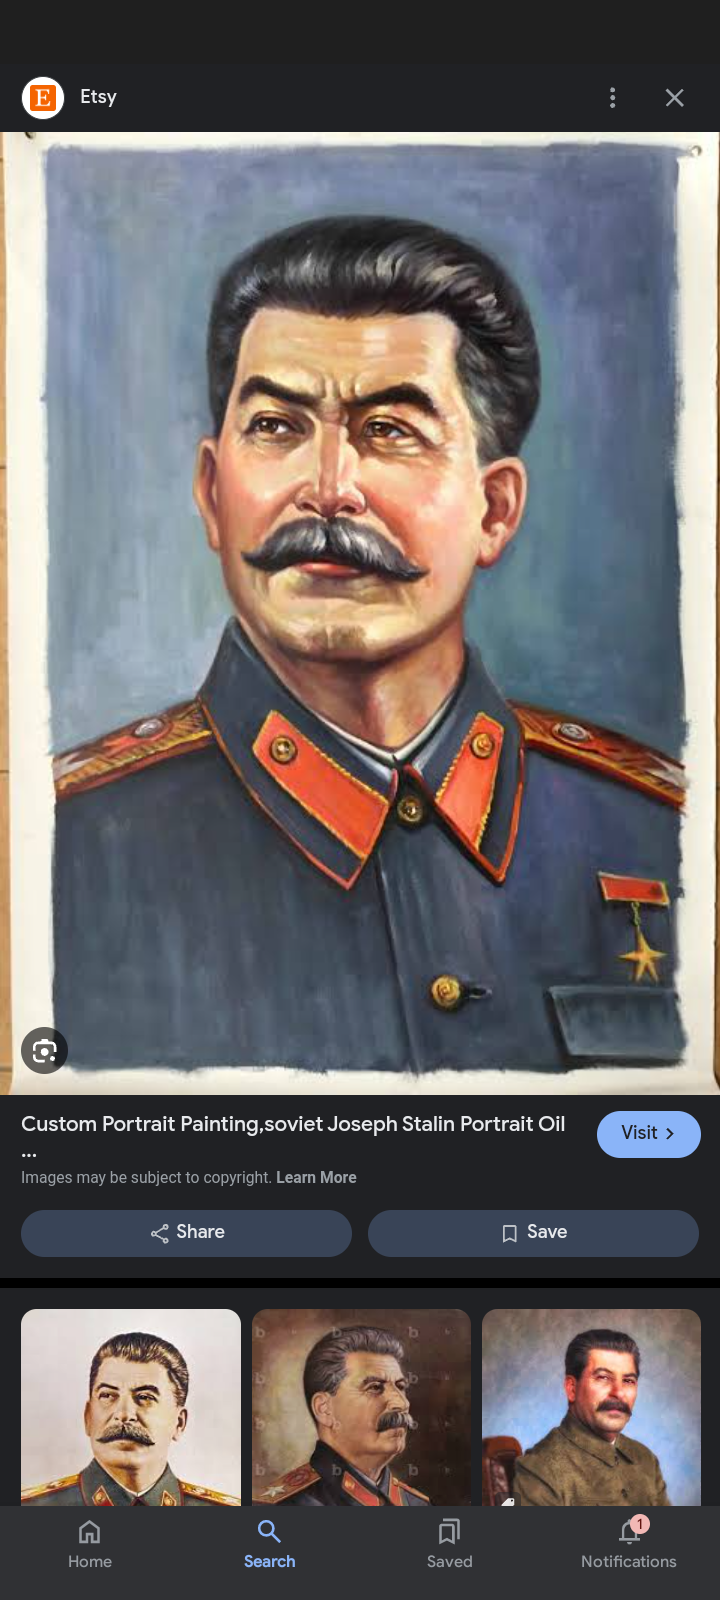 E Etsy
Custom Portrait Painting,soviet Joseph Stalin Portrait Oil
...
Visit
Images may be subject to copyright. Learn More
Share Save
b b b
b b b
b b b
b b b
Home Search Saved 1 Notifications